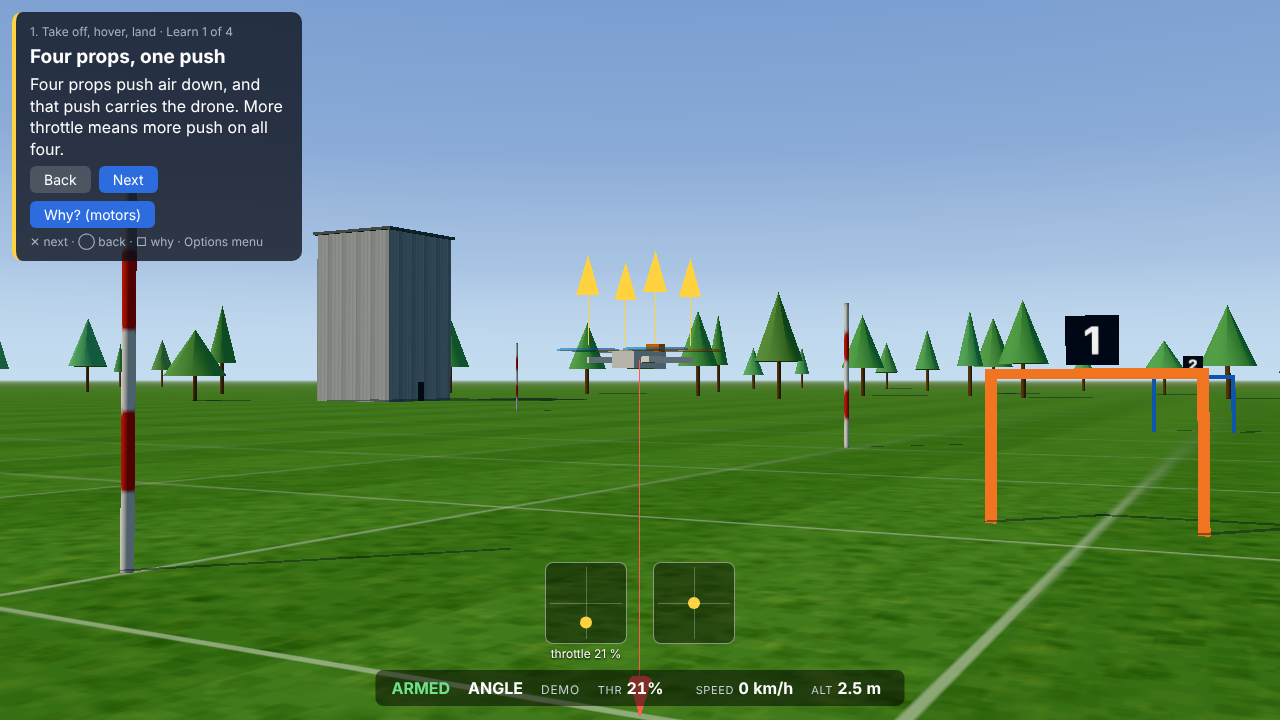 1. Take off, hover, land · Learn 1 of 4
Four props, one push
Four props push air down, and
that push carries the drone. More
throttle means more push on all
four.
Back Next
Why? (motors)
✕ next · ◯ back · □ why · Options menu
1
2
throttle 21 %
ARMED ANGLE DEMO THR 21% SPEED 0 km/h ALT 2.5 m